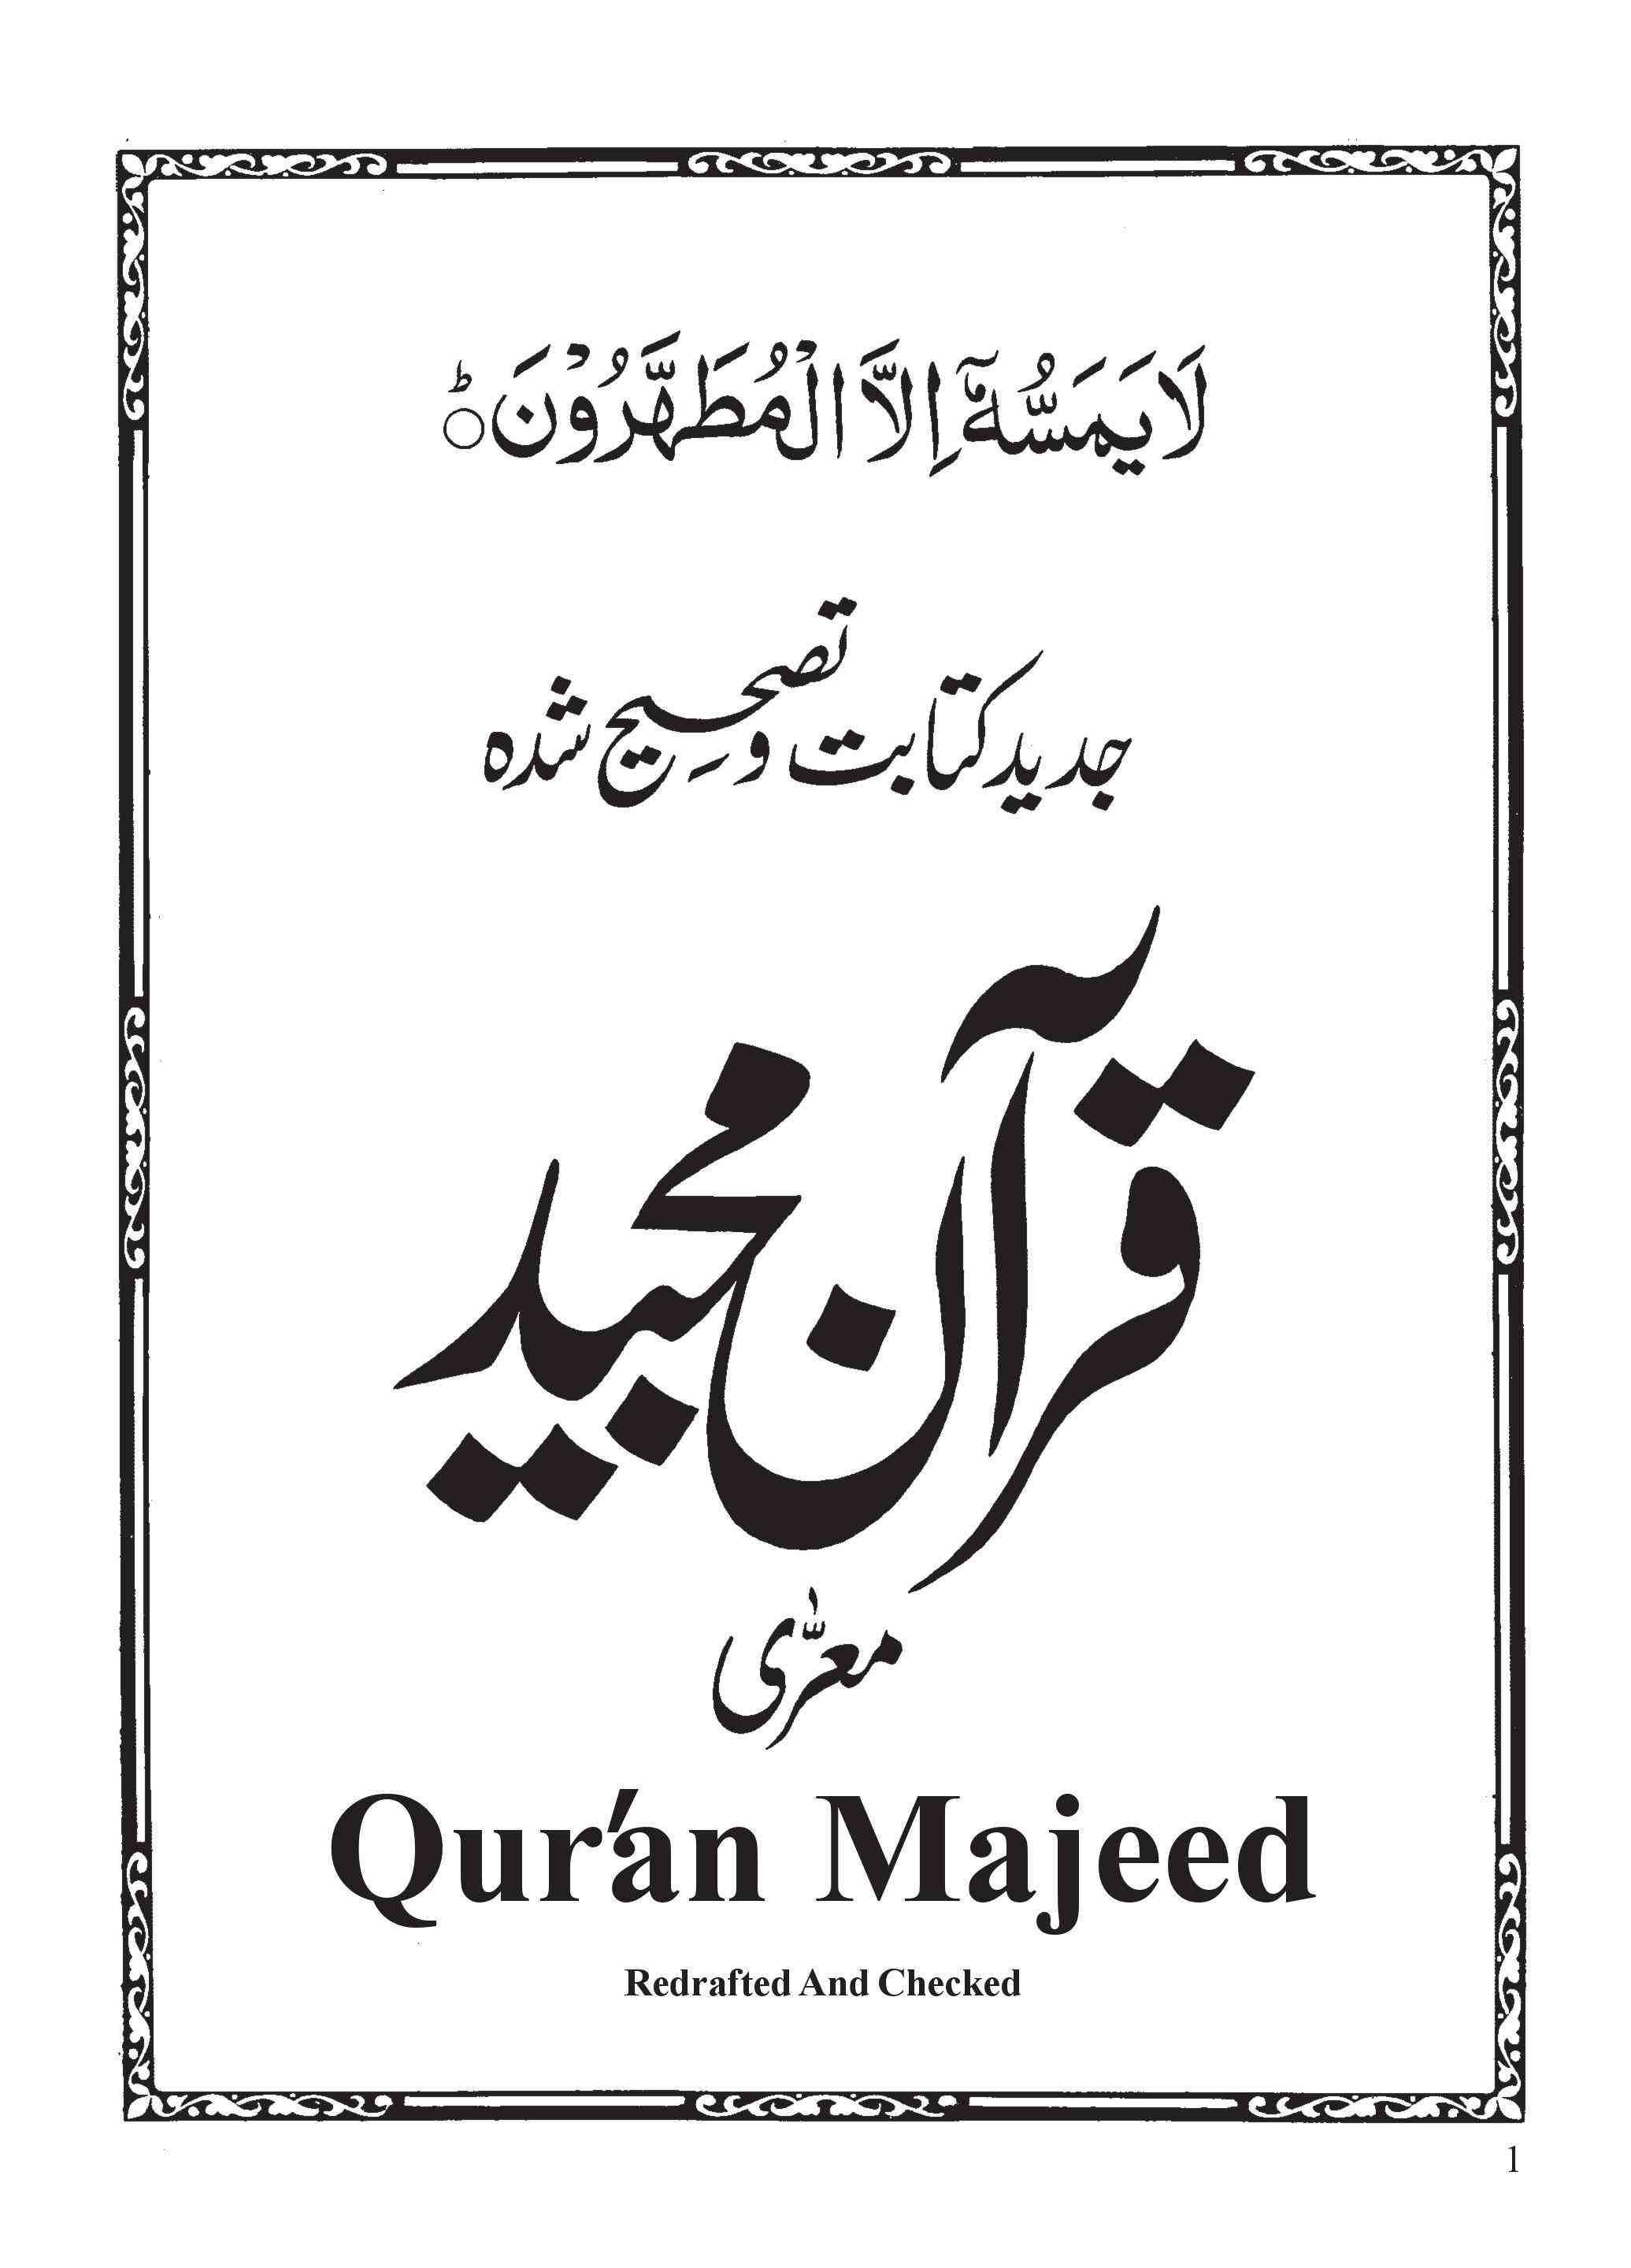 لَا يَمَسُّهٗٓ اِلَّا الْمُطَهَّرُوْنَ ۝ؕ
جدید کتابت و تصحیح شدہ
قرآن مجید
معرّٰی
Qur'an Majeed
Redrafted And Checked
1